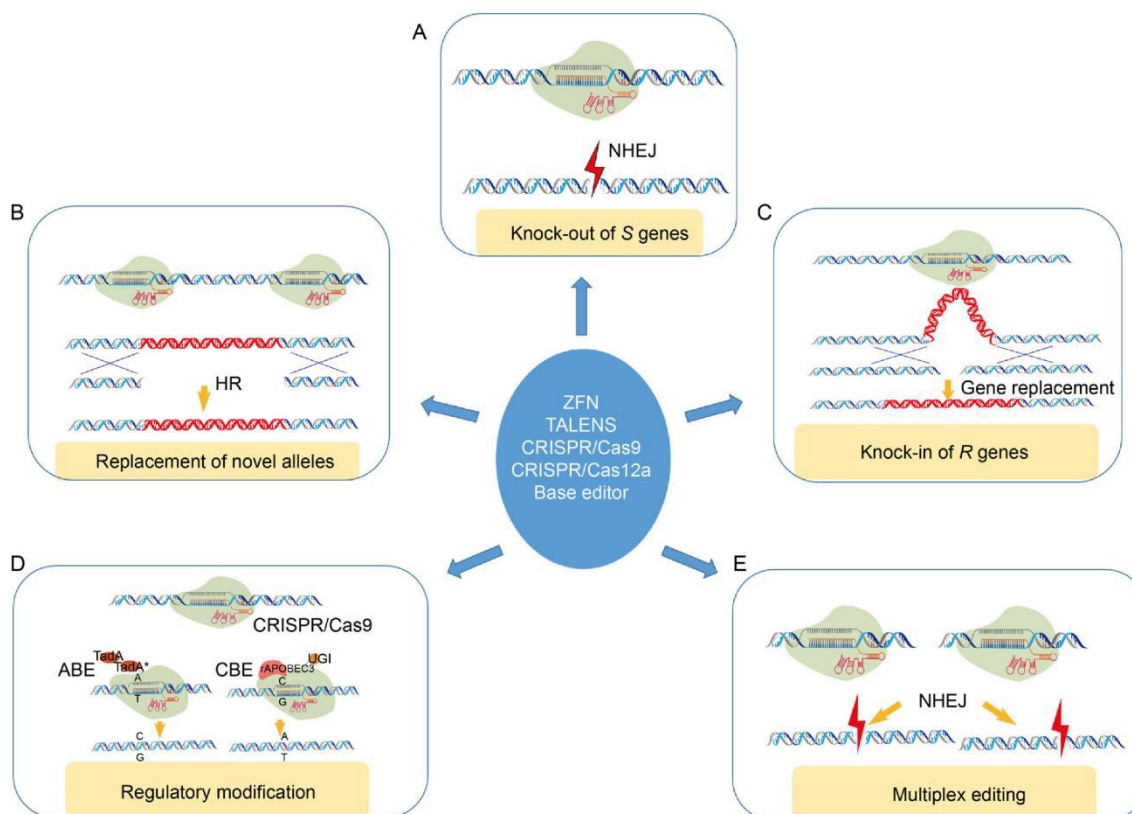 A
NHEJ
Knock-out of S genes
B
HR
Replacement of novel alleles
C
Gene replacement
Knock-in of R genes
ZFN
TALENS
CRISPR/Cas9
CRISPR/Cas12a
Base editor
D
CRISPR/Cas9
ABE
TadA
TadA*
A
T
C
G
CBE
rAPOBEC3
UGI
C
G
A
T
Regulatory modification
E
NHEJ
Multiplex editing